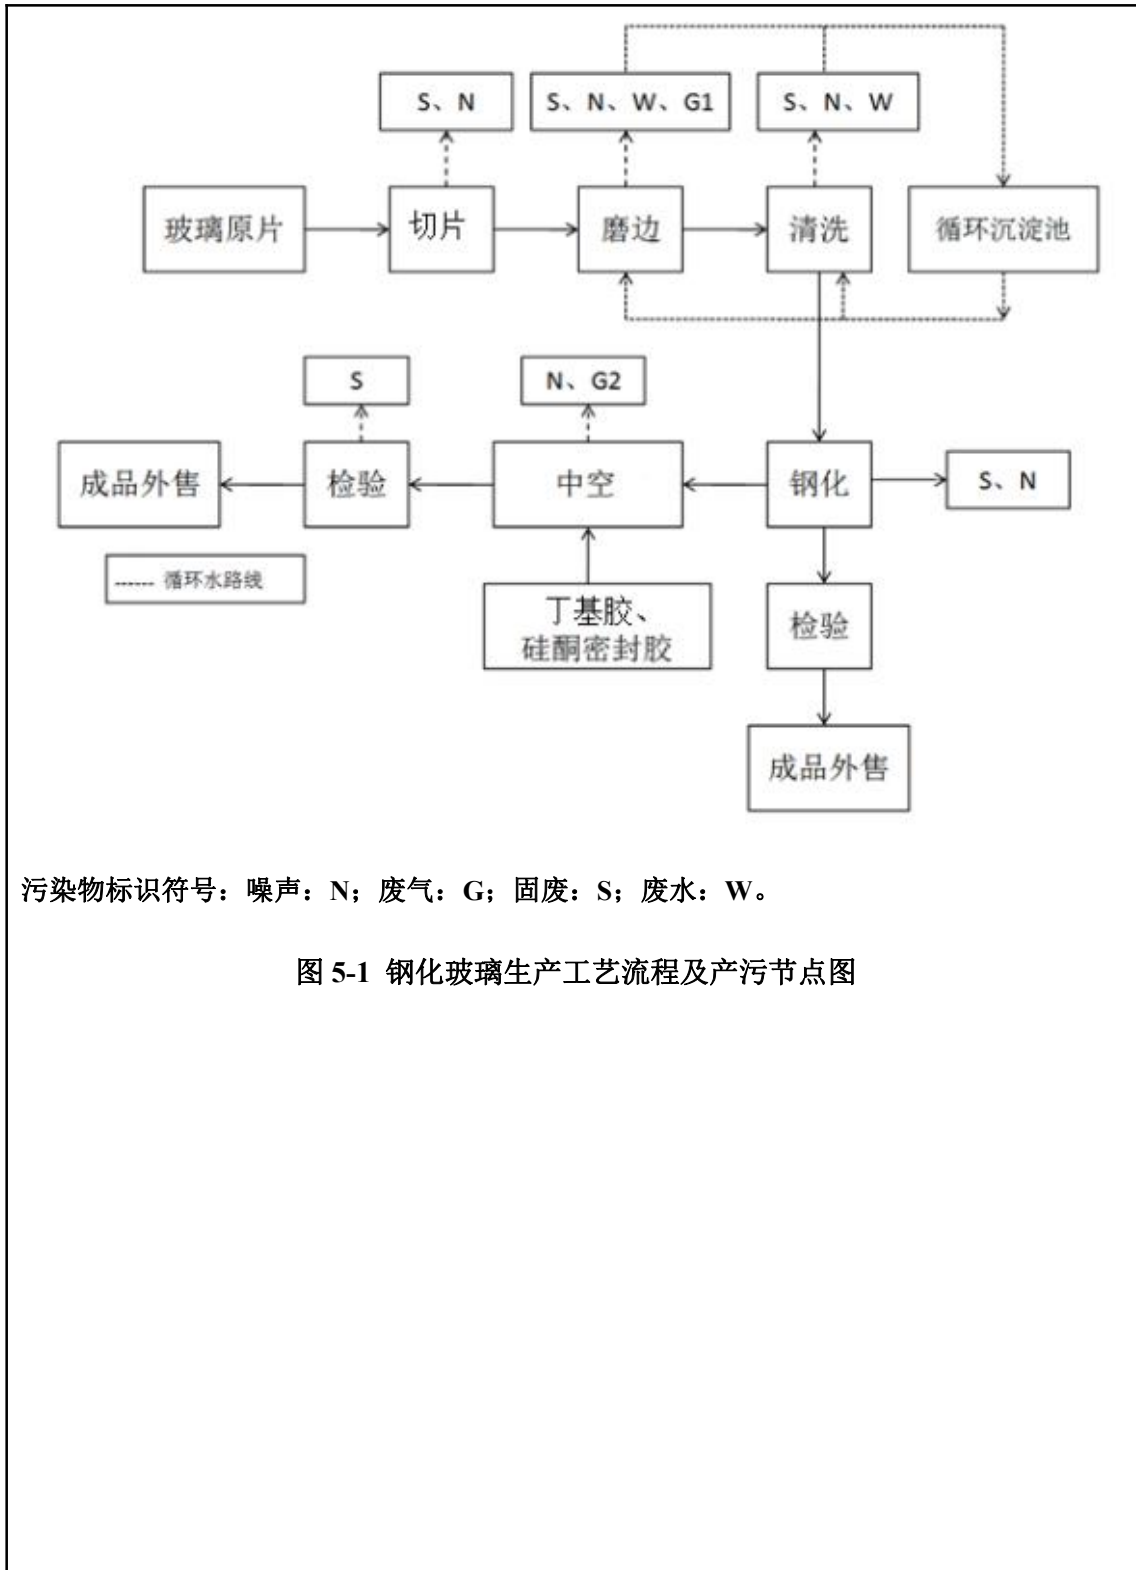 S、N
S、N、W、G1
S、N、W
玻璃原片
切片
磨边
清洗
循环沉淀池
S
N、G2
成品外售
检验
中空
钢化
S、N
------ 循环水路线
丁基胶、
硅酮密封胶
检验
成品外售
污染物标识符号：噪声：N；废气：G；固废：S；废水：W。
图 5-1 钢化玻璃生产工艺流程及产污节点图